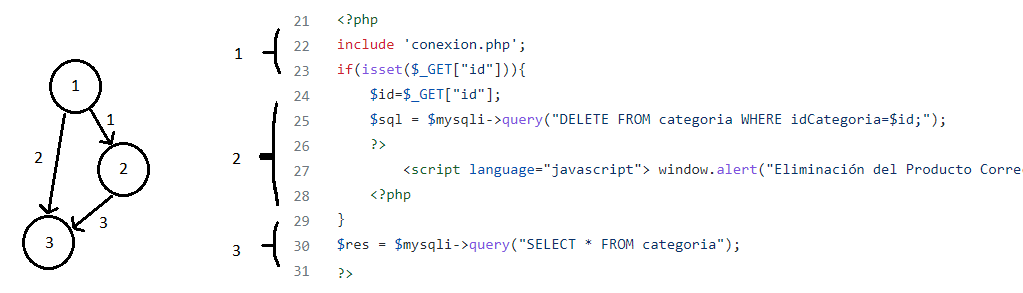 1
1
2
2
3
3
1
2
3
21 <?php
22 include 'conexion.php';
23 if(isset($_GET["id"])){
24 $id=$_GET["id"];
25 $sql = $mysqli->query("DELETE FROM categoria WHERE idCategoria=$id;");
26 ?>
27 <script language="javascript"> window.alert("Eliminación del Producto Corre
28 <?php
29 }
30 $res = $mysqli->query("SELECT * FROM categoria");
31 ?>